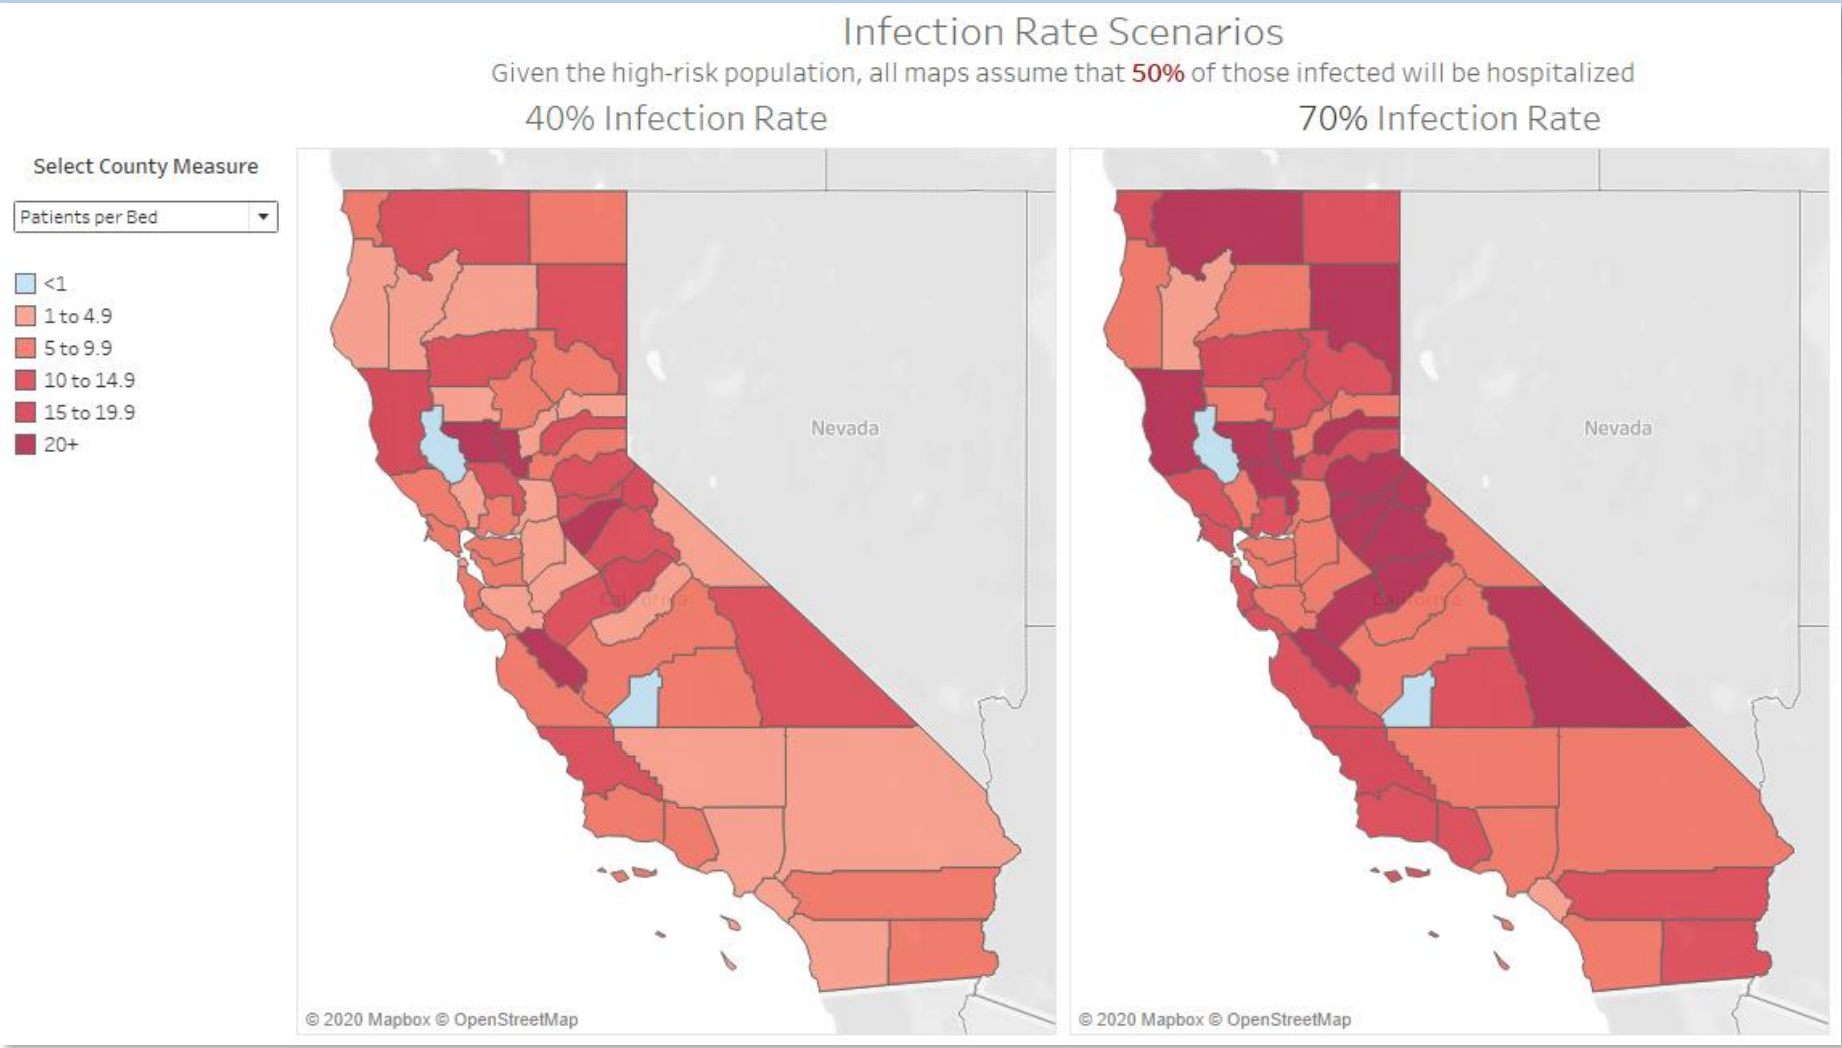 Infection Rate Scenarios
Given the high-risk population, all maps assume that 50% of those infected will be hospitalized
40% Infection Rate
70% Infection Rate
Select County Measure
Patients per Bed
<1
1 to 4.9
5 to 9.9
10 to 14.9
15 to 19.9
20+
Nevada
California
© 2020 Mapbox © OpenStreetMap
Nevada
California
© 2020 Mapbox © OpenStreetMap